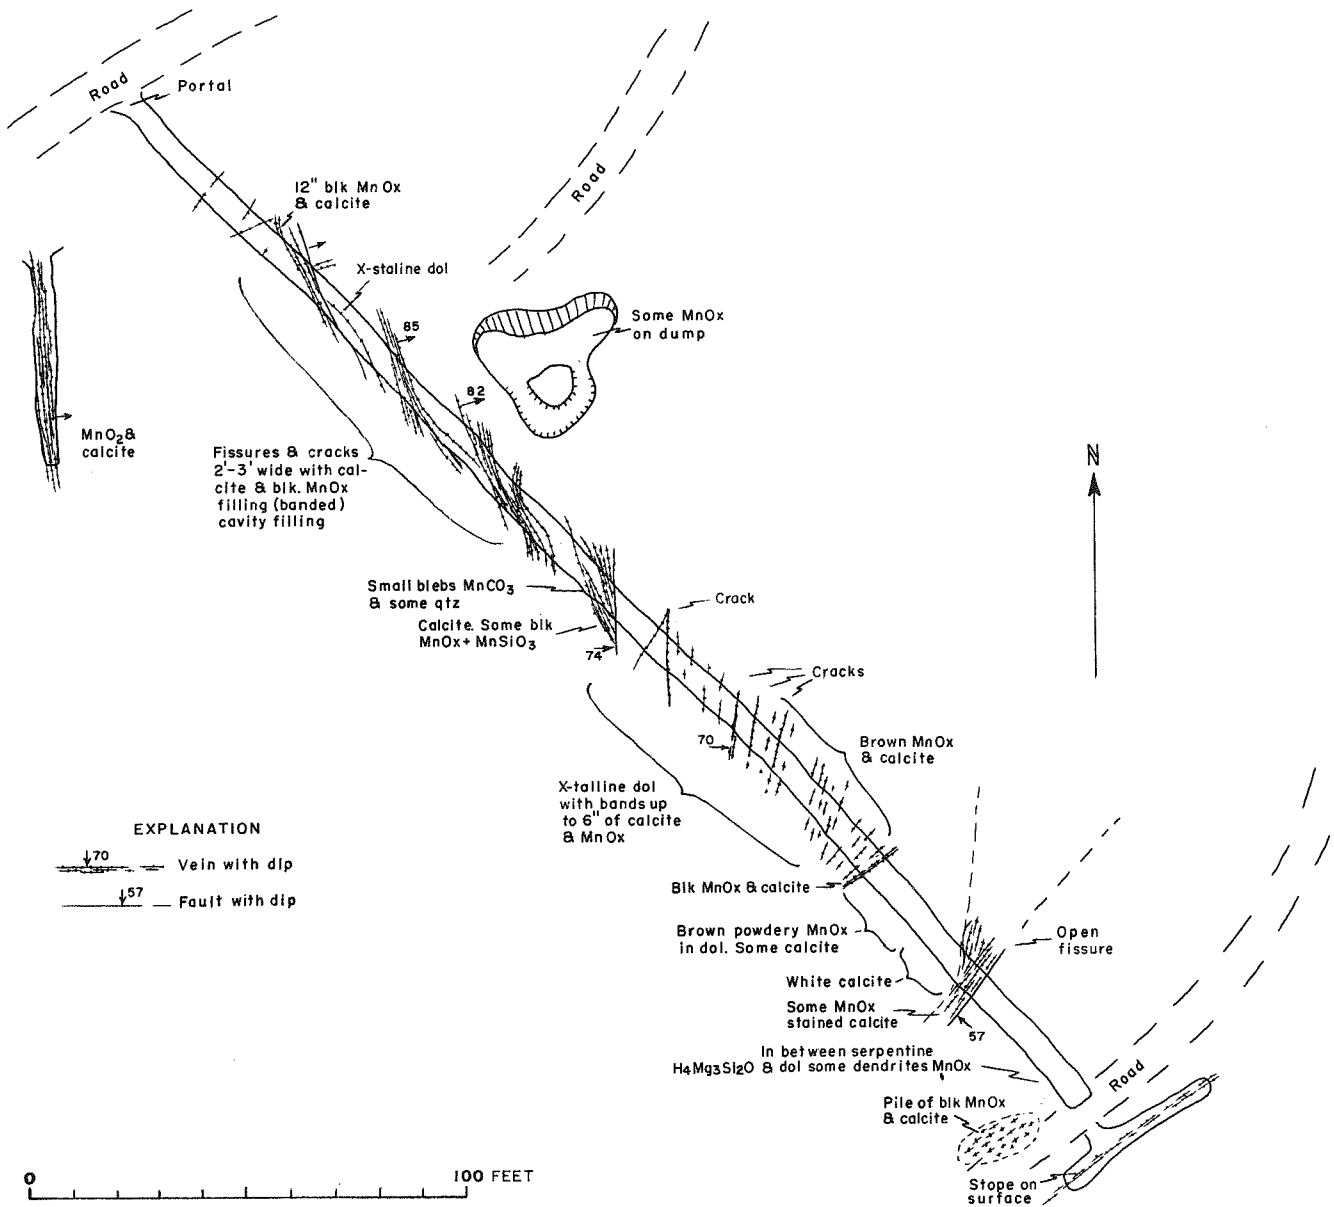 Road
Portal
12" blk MnOx
& calcite
Road
X-staline dol
85
Some MnOx
on dump
82
MnO2&
calcite
Fissures & cracks
2'-3' wide with cal-
cite & blk. MnOx
filling (banded)
cavity filling
N
Small blebs MnCO3
& some qtz
Crack
Calcite. Some blk
MnOx+ MnSiO3
74
Cracks
70
Brown MnOx
& calcite
X-talline dol
with bands up
to 6" of calcite
& MnOx
EXPLANATION
70
Vein with dip
57
Fault with dip
Blk MnOx & calcite
Brown powdery MnOx
in dol. Some calcite
Open
fissure
White calcite
Some MnOx
stained calcite
57
In between serpentine
H4Mg3Si2O & dol some dendrites MnOx
Road
Pile of blk MnOx
& calcite
Stope on
surface
0
100 FEET